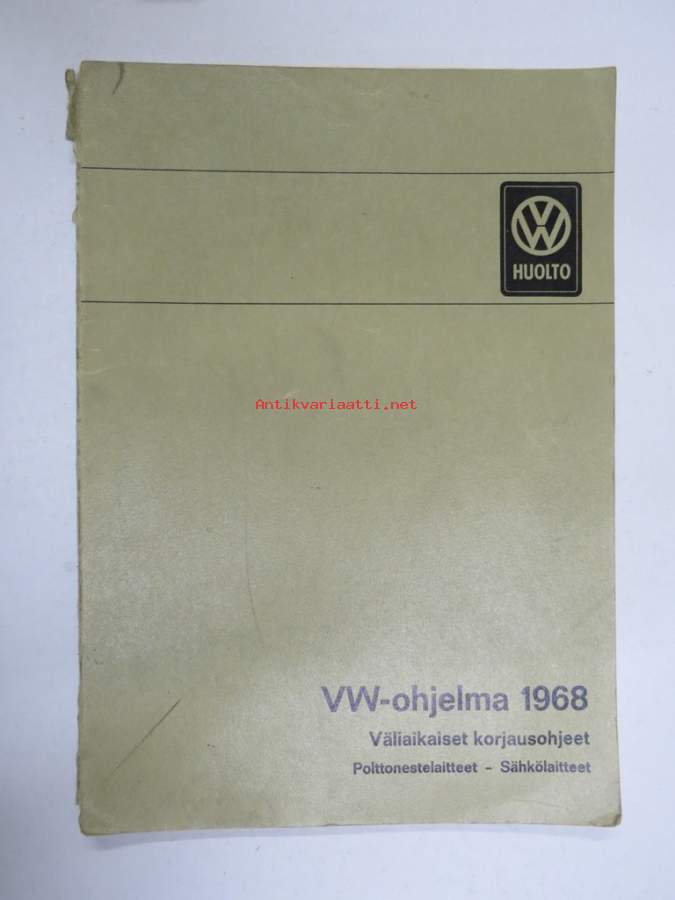 VW
HUOLTO
Antikvariaatti.net
VW-ohjelma 1968
Väliaikaiset korjausohjeet
Polttonestelaitteet - Sähkölaitteet